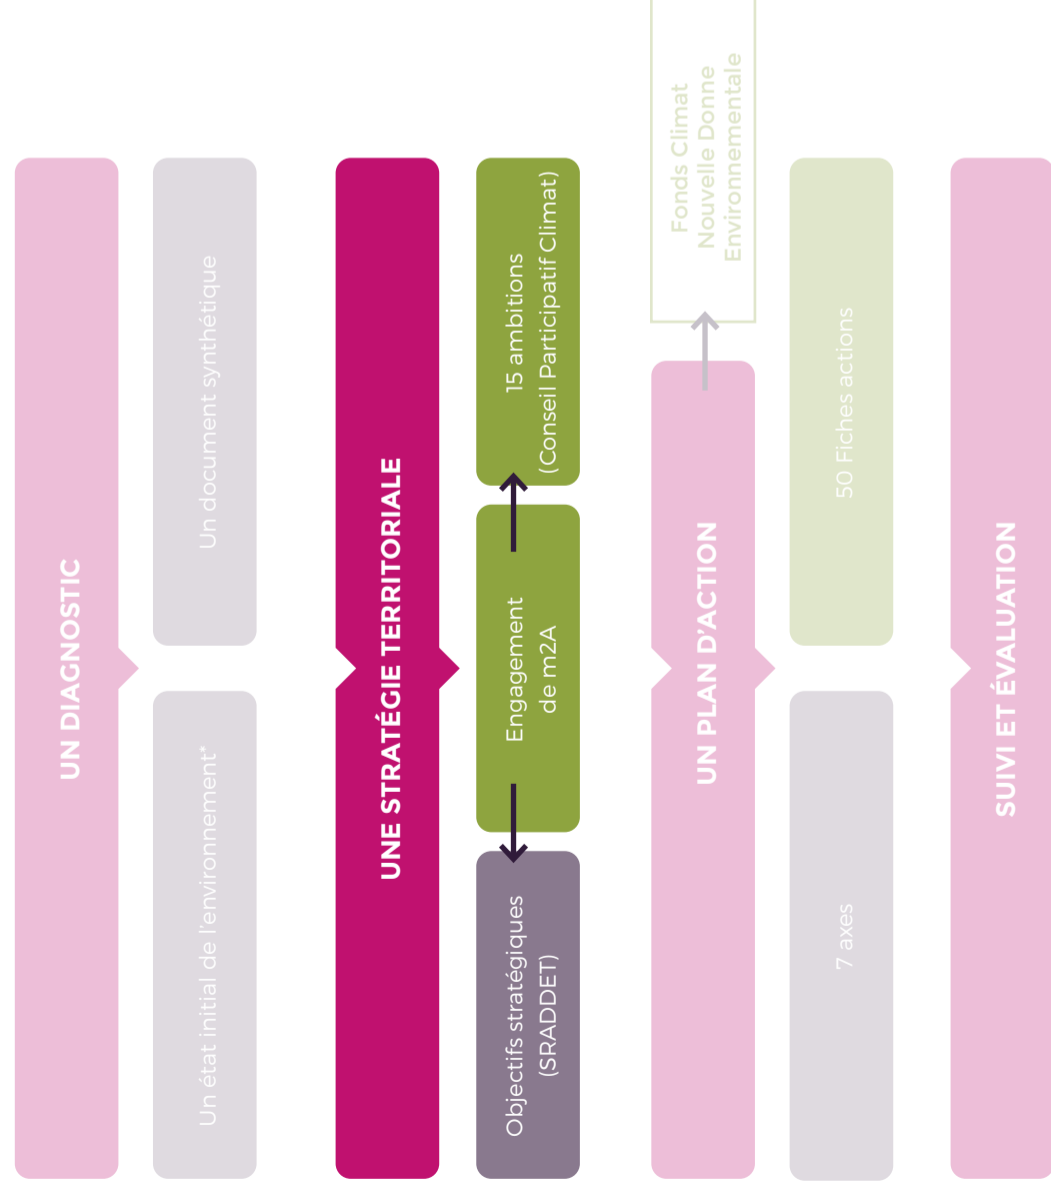 UN DIAGNOSTIC
Un état initial de l'environnement*
Un document synthétique
UNE STRATÉGIE TERRITORIALE
Objectifs stratégiques
(SRADDET)
Engagement
de m2A
15 ambitions
(Conseil Participatif Climat)
UN PLAN D'ACTION
Fonds Climat
Nouvelle Donne
Environnementale
7 axes
50 Fiches actions
SUIVI ET ÉVALUATION